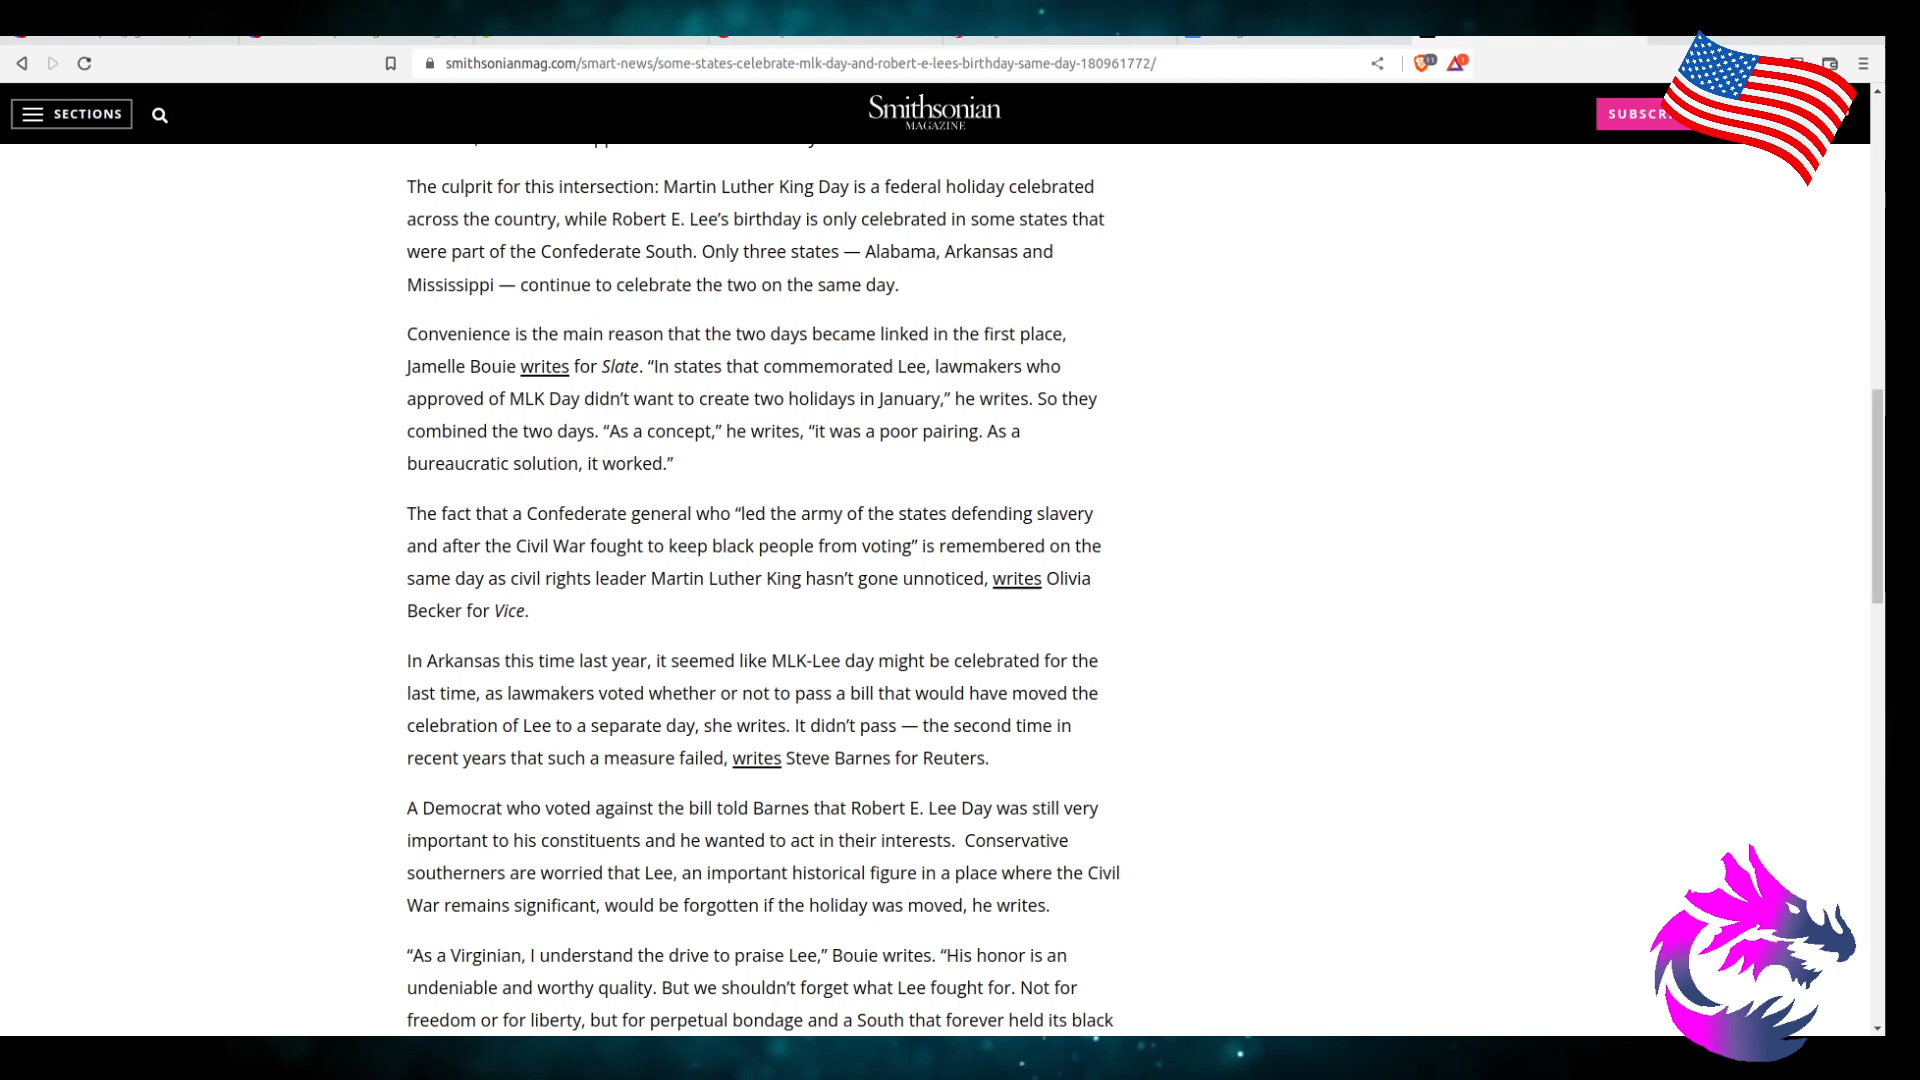 smithsonianmag.com/smart-news/some-states-celebrate-mlk-day-and-robert-e-lees-birthday-same-day-180961772/
11
1
SECTIONS
Smithsonian
MAGAZINE
The culprit for this intersection: Martin Luther King Day is a federal holiday celebrated
across the country, while Robert E. Lee’s birthday is only celebrated in some states that
were part of the Confederate South. Only three states — Alabama, Arkansas and
Mississippi — continue to celebrate the two on the same day.
Convenience is the main reason that the two days became linked in the first place,
Jamelle Bouie writes for Slate. “In states that commemorated Lee, lawmakers who
approved of MLK Day didn’t want to create two holidays in January,” he writes. So they
combined the two days. “As a concept,” he writes, “it was a poor pairing. As a
bureaucratic solution, it worked.”
The fact that a Confederate general who “led the army of the states defending slavery
and after the Civil War fought to keep black people from voting” is remembered on the
same day as civil rights leader Martin Luther King hasn’t gone unnoticed, writes Olivia
Becker for Vice.
In Arkansas this time last year, it seemed like MLK-Lee day might be celebrated for the
last time, as lawmakers voted whether or not to pass a bill that would have moved the
celebration of Lee to a separate day, she writes. It didn’t pass — the second time in
recent years that such a measure failed, writes Steve Barnes for Reuters.
A Democrat who voted against the bill told Barnes that Robert E. Lee Day was still very
important to his constituents and he wanted to act in their interests.  Conservative
southerners are worried that Lee, an important historical figure in a place where the Civil
War remains significant, would be forgotten if the holiday was moved, he writes.
“As a Virginian, I understand the drive to praise Lee,” Bouie writes. “His honor is an
undeniable and worthy quality. But we shouldn’t forget what Lee fought for. Not for
freedom or for liberty, but for perpetual bondage and a South that forever held its black